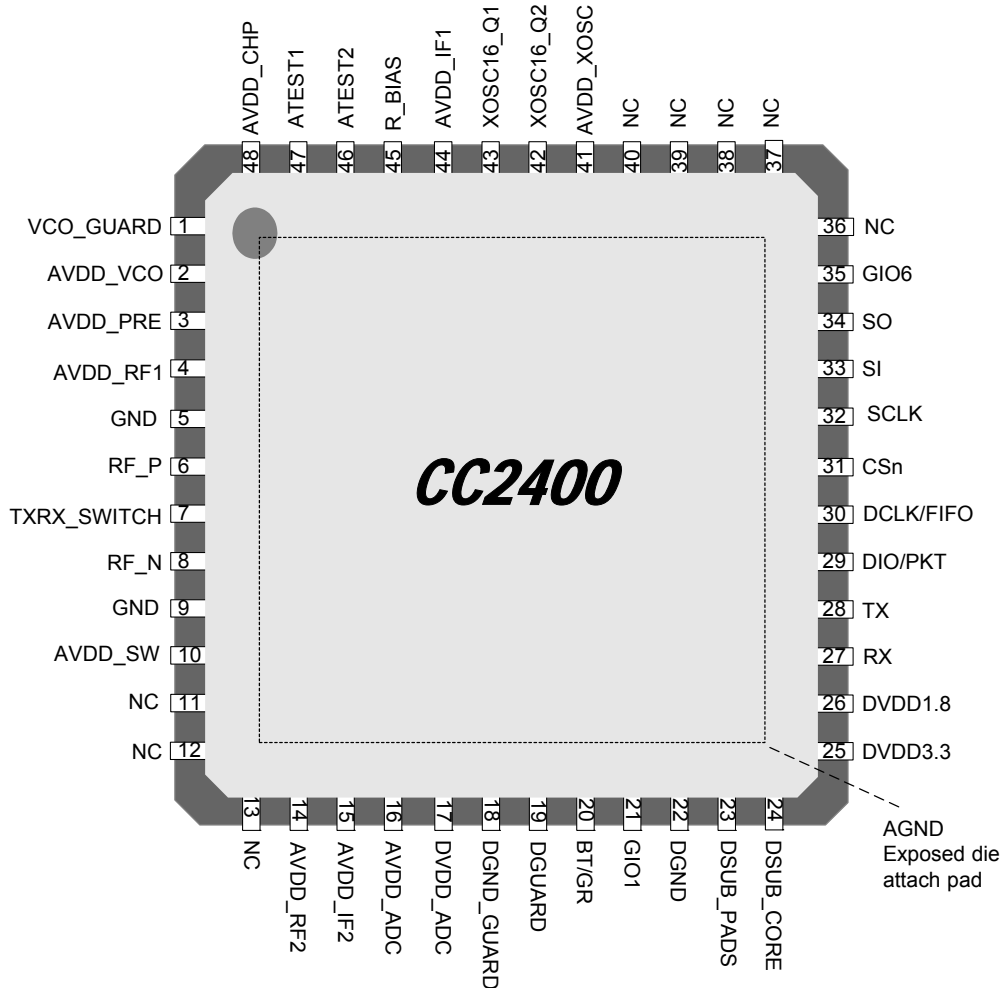 AVDD_CHP
ATEST1
ATEST2
R_BIAS
AVDD_IF1
XOSC16_Q1
XOSC16_Q2
AVDD_XOSC
NC
NC
NC
NC
48
47
46
45
44
43
42
41
40
39
38
37
VCO_GUARD 1
AVDD_VCO 2
AVDD_PRE 3
AVDD_RF1 4
GND 5
RF_P 6
TXRX_SWITCH 7
RF_N 8
GND 9
AVDD_SW 10
NC 11
NC 12
CC2400
36 NC
35 GIO6
34 SO
33 SI
32 SCLK
31 CSn
30 DCLK/FIFO
29 DIO/PKT
28 TX
27 RX
26 DVDD1.8
25 DVDD3.3
13
14
15
16
17
18
19
20
21
22
23
24
NC
AVDD_RF2
AVDD_IF2
AVDD_ADC
DVDD_ADC
DGND_GUARD
DGUARD
BT/GR
GIO1
DGND
DSUB_PADS
DSUB_CORE
AGND
Exposed die
attach pad